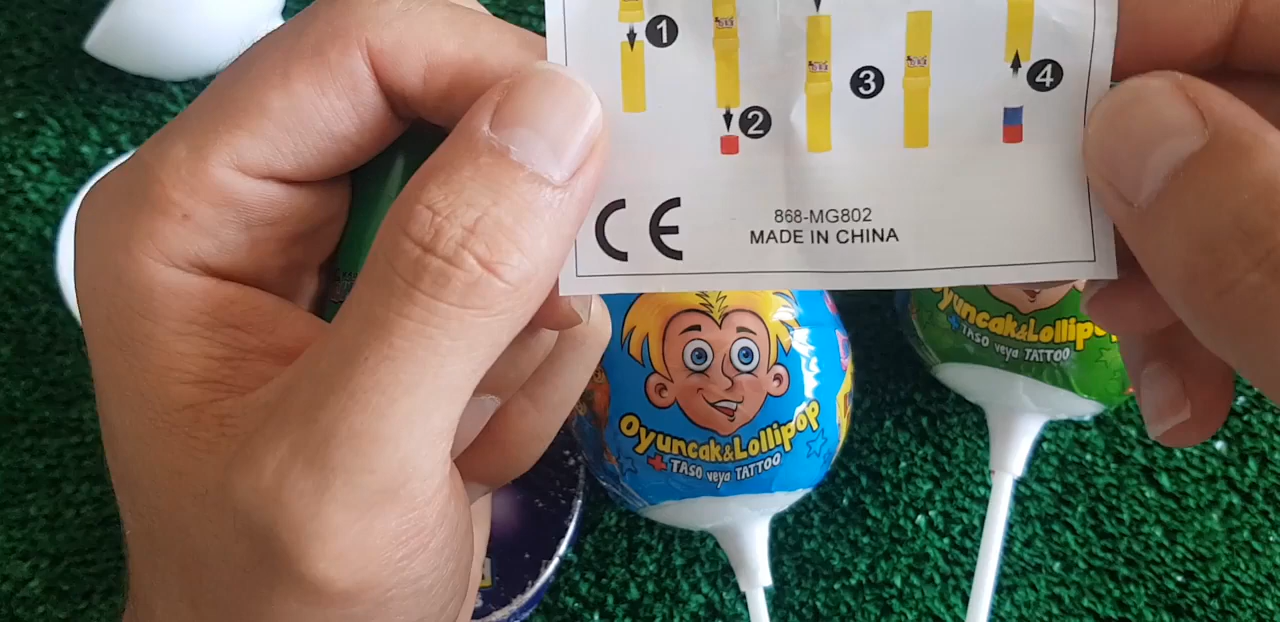 1
2
3
4
CE
868-MG802
MADE IN CHINA
Oyuncak&Lollipop
+ TASO veya TATTOO
yuncak&Lollipop
+ TASO veya TATTOO